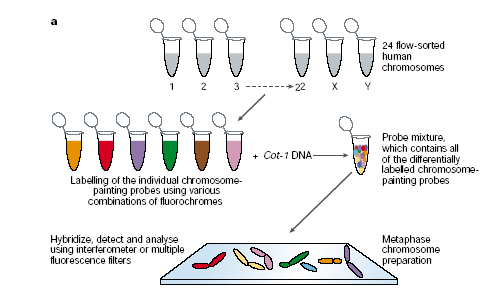 a
24 flow-sorted
human
chromosomes
1 2 3 22 X Y
+ Cot-1 DNA
Probe mixture,
which contains all
of the differentially
labelled chromosome-
painting probes
Labelling of the individual chromosome-
painting probes using various
combinations of fluorochromes
Hybridize, detect and analyse
using interferometer or multiple
fluorescence filters
Metaphase
chromosome
preparation